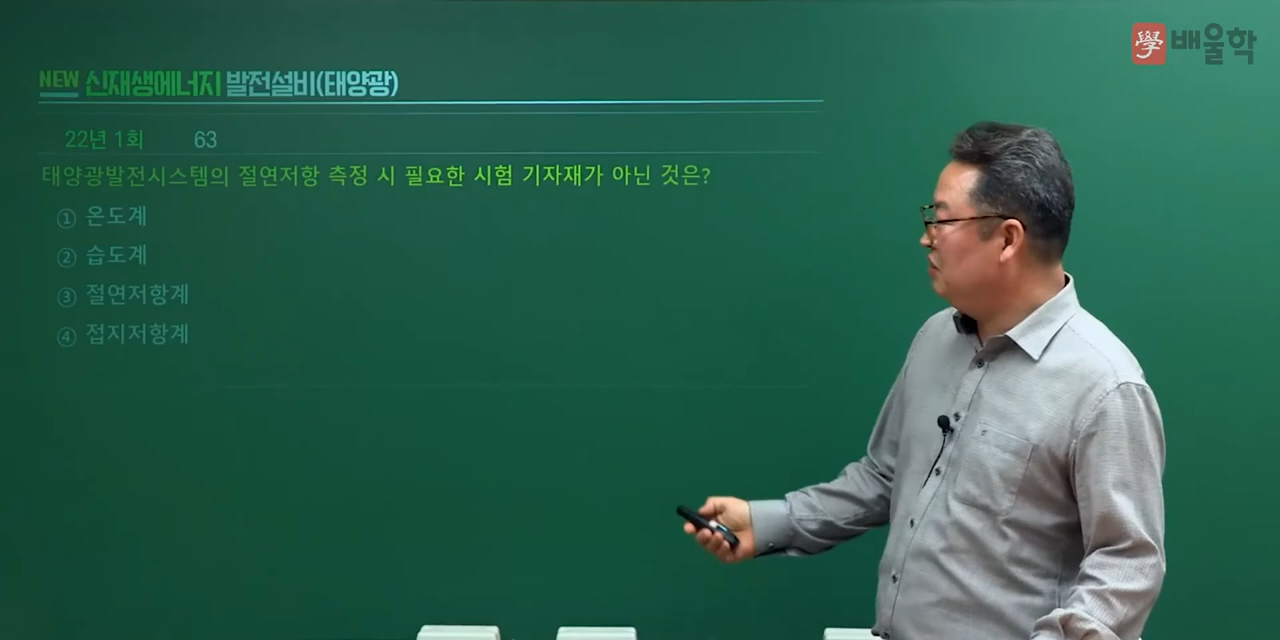 學 배울학
NEW 신재생에너지 발전설비(태양광)
22년 1회 63
태양광발전시스템의 절연저항 측정 시 필요한 시험 기자재가 아닌 것은?
① 온도계
② 습도계
③ 절연저항계
④ 접지저항계